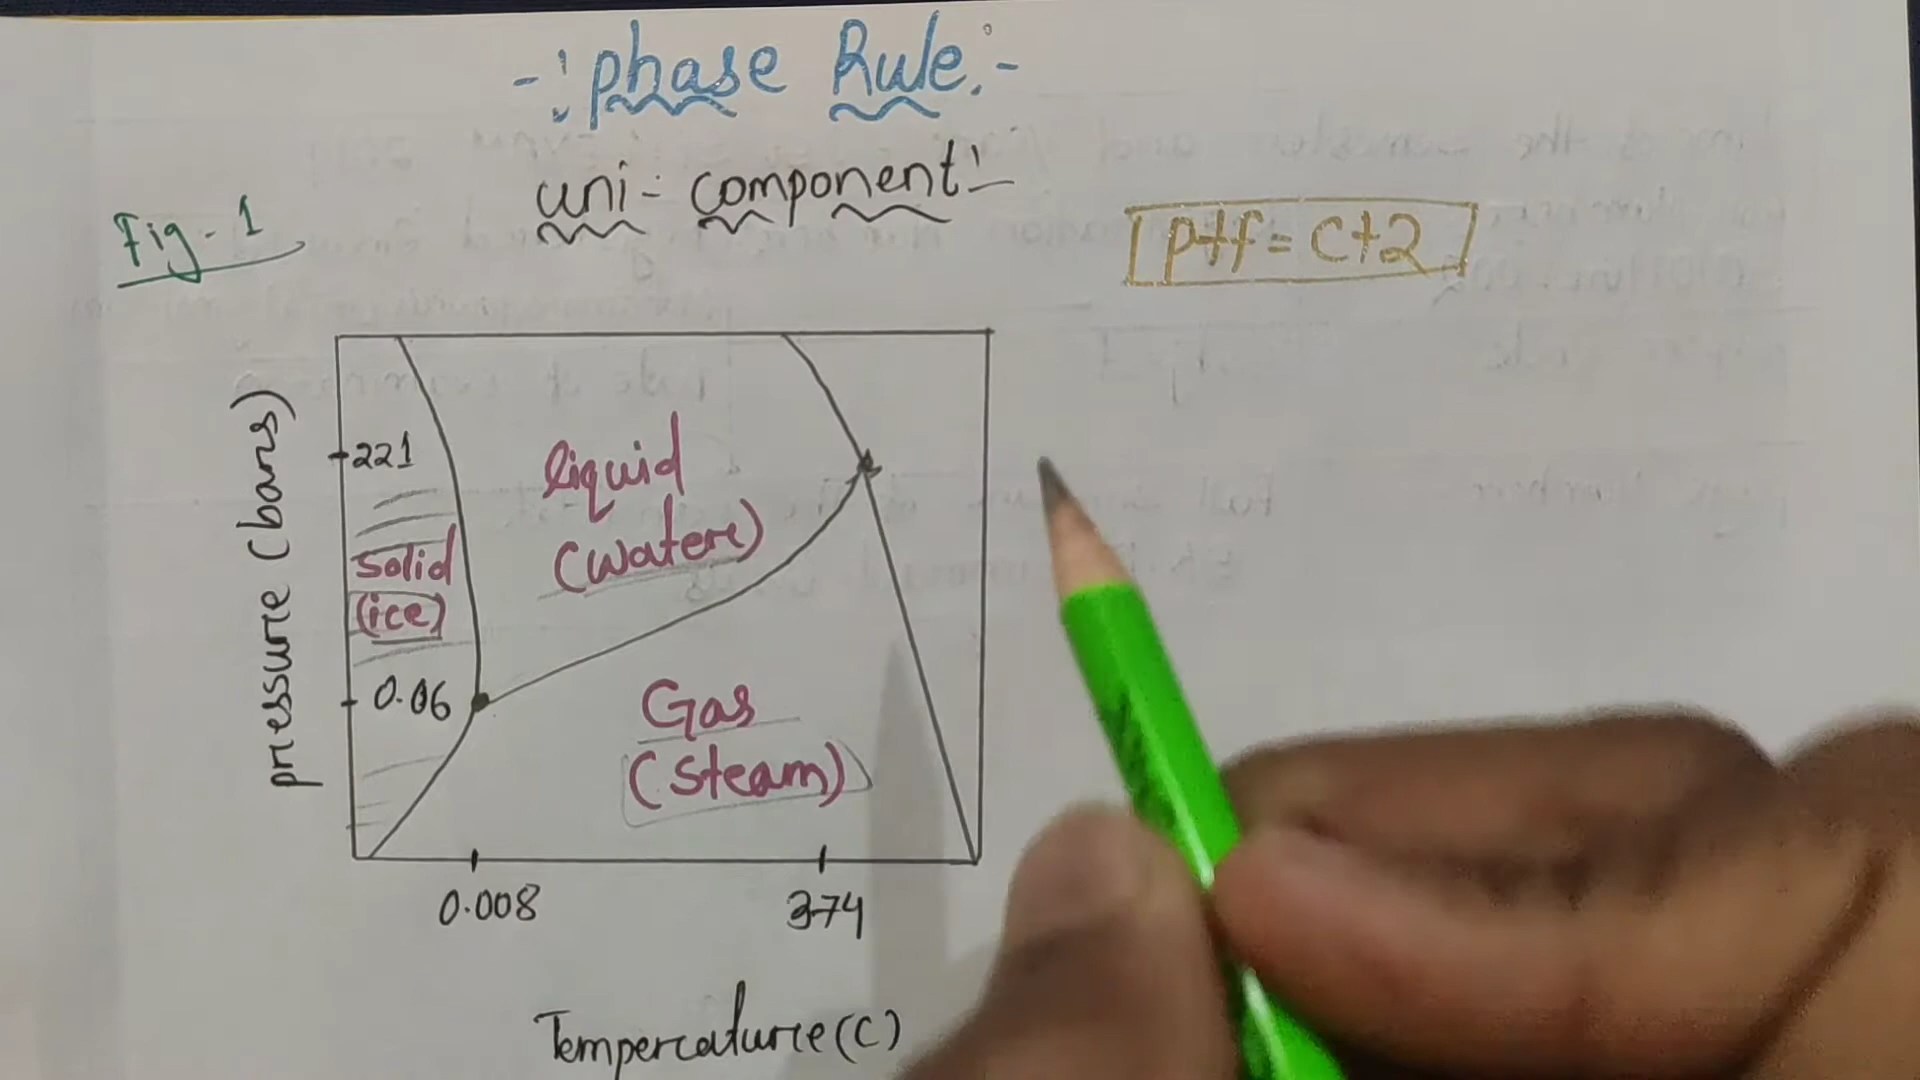 -: phase Rule :-
uni- component :-
Fig-1
p+f = c+2
pressure (bars)
221
liquid
(water)
solid
(ice)
0.06
Gas
(steam)
0.008
374
Temperature (C)